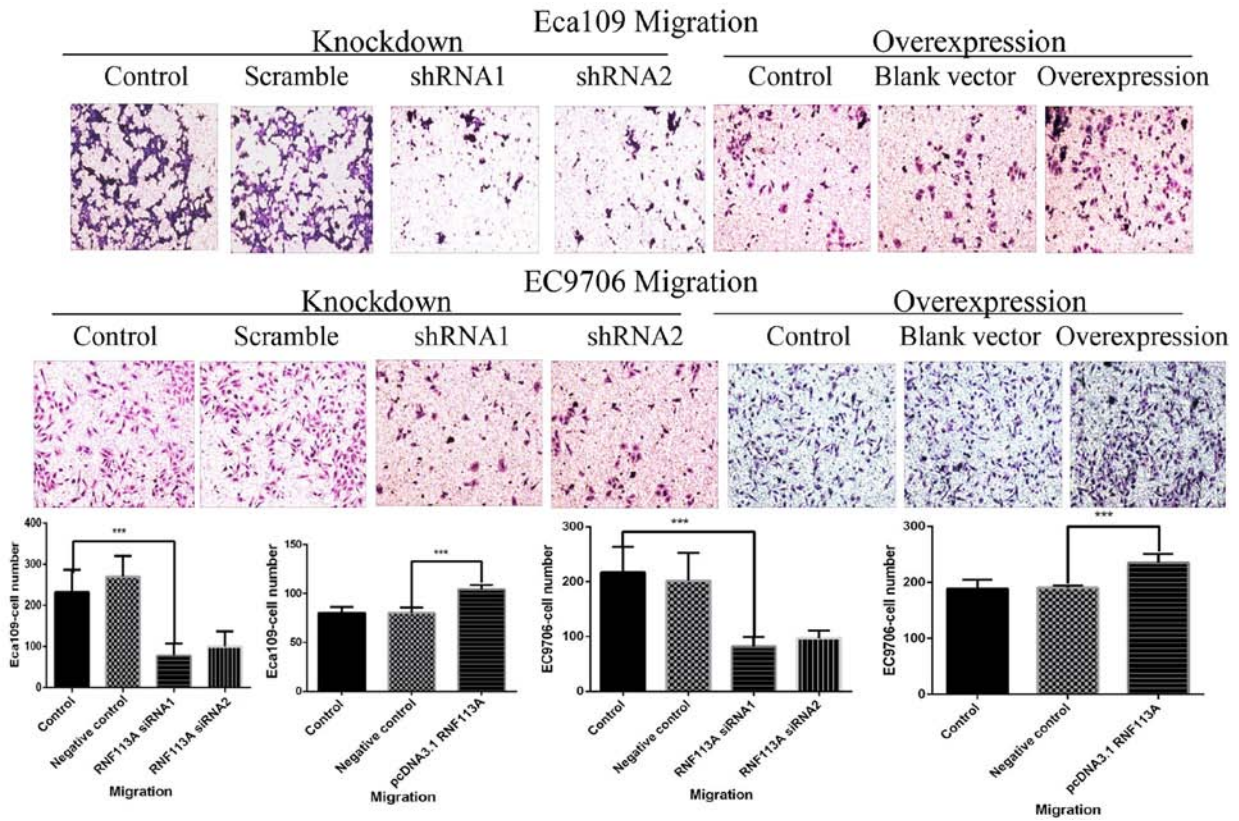 Eca109 Migration
Knockdown Overexpression
Control Scramble shRNA1 shRNA2 Control Blank vector Overexpression
EC9706 Migration
Knockdown Overexpression
Control Scramble shRNA1 shRNA2 Control Blank vector Overexpression
Eca109-cell number
400
300
200
100
0
***
Control
Negative control
RNF113A siRNA1
RNF113A siRNA2
Migration
Eca109-cell number
150
100
50
0
***
Control
Negative control
pcDNA3.1 RNF113A
Migration
EC9706-cell number
300
200
100
0
***
Control
Negative control
RNF113A siRNA1
RNF113A siRNA2
Migration
EC9706-cell number
300
200
100
0
***
Control
Negative control
pcDNA3.1 RNF113A
Migration